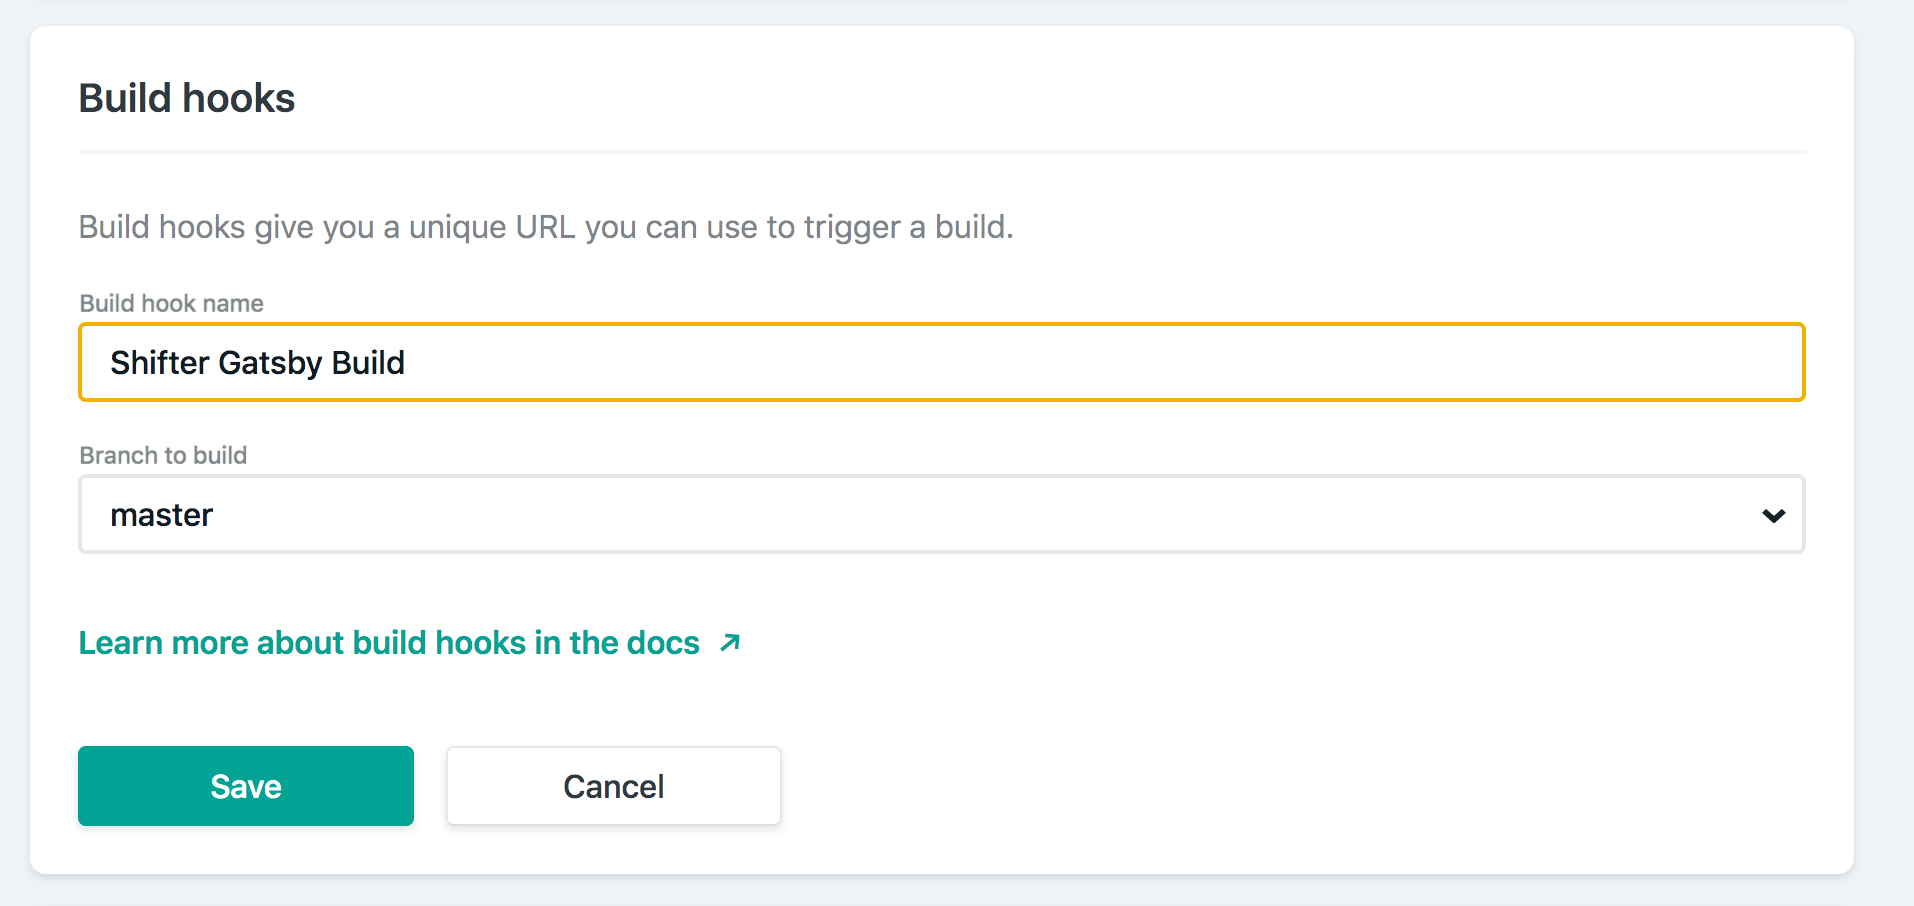 Build hooks
Build hooks give you a unique URL you can use to trigger a build.
Build hook name
Shifter Gatsby Build
Branch to build
master
Learn more about build hooks in the docs
Save
Cancel